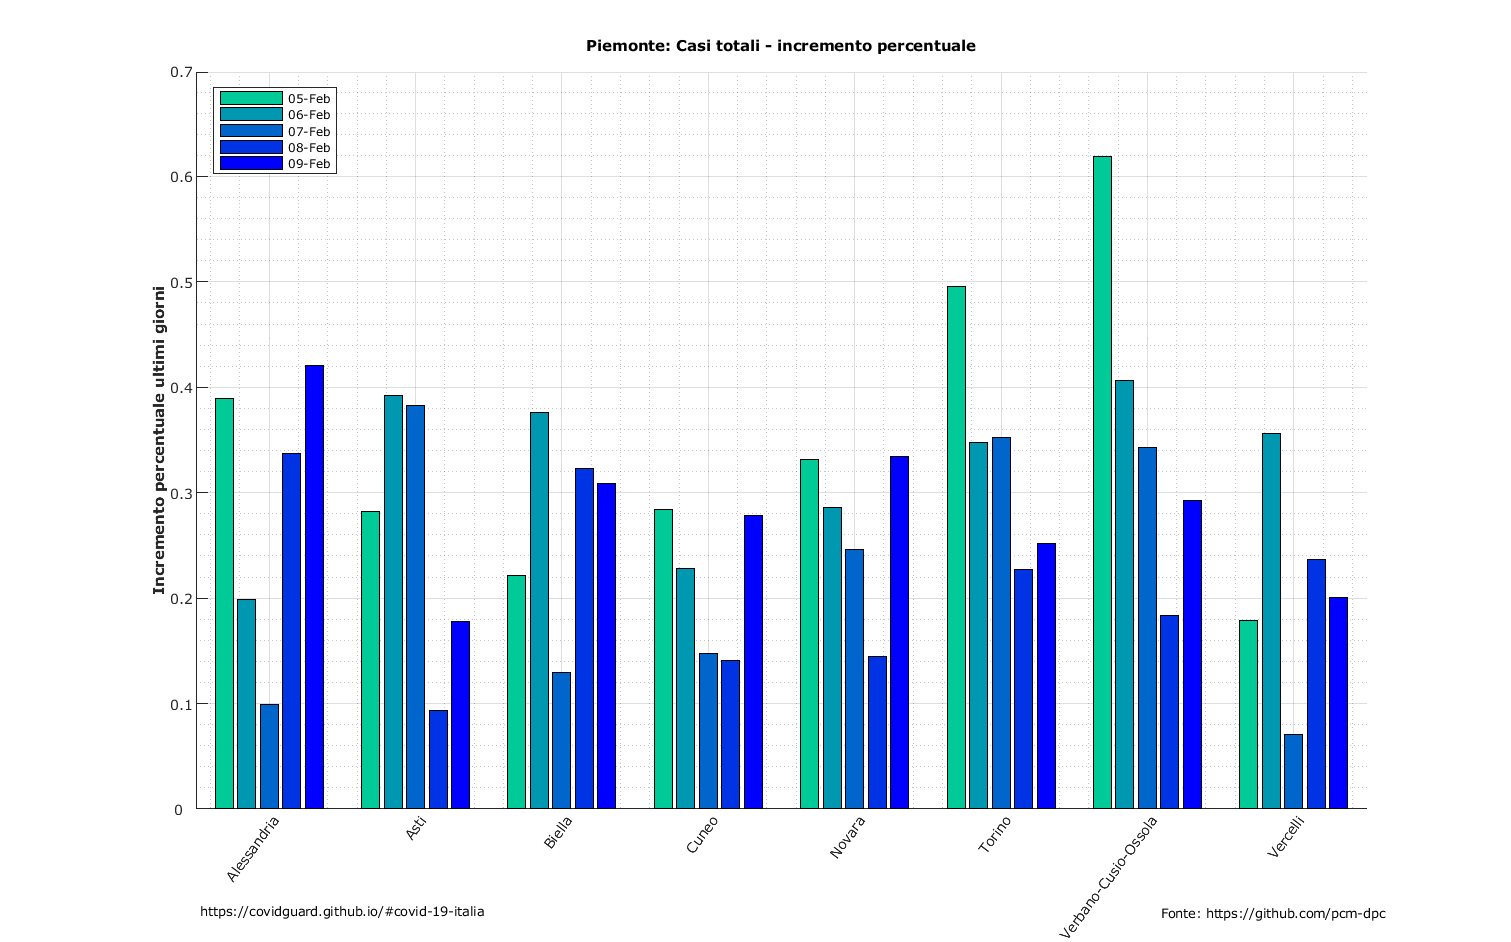 Piemonte: Casi totali - incremento percentuale
Incremento percentuale ultimi giorni
0.7
0.6
0.5
0.4
0.3
0.2
0.1
0
05-Feb
06-Feb
07-Feb
08-Feb
09-Feb
Alessandria
Asti
Biella
Cuneo
Novara
Torino
Verbano-Cusio-Ossola
Vercelli
https://covidguard.github.io/#covid-19-italia
Fonte: https://github.com/pcm-dpc